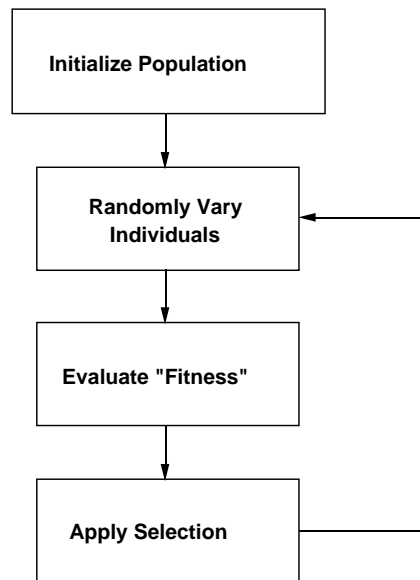 Initialize Population
Randomly Vary
Individuals
Evaluate "Fitness"
Apply Selection